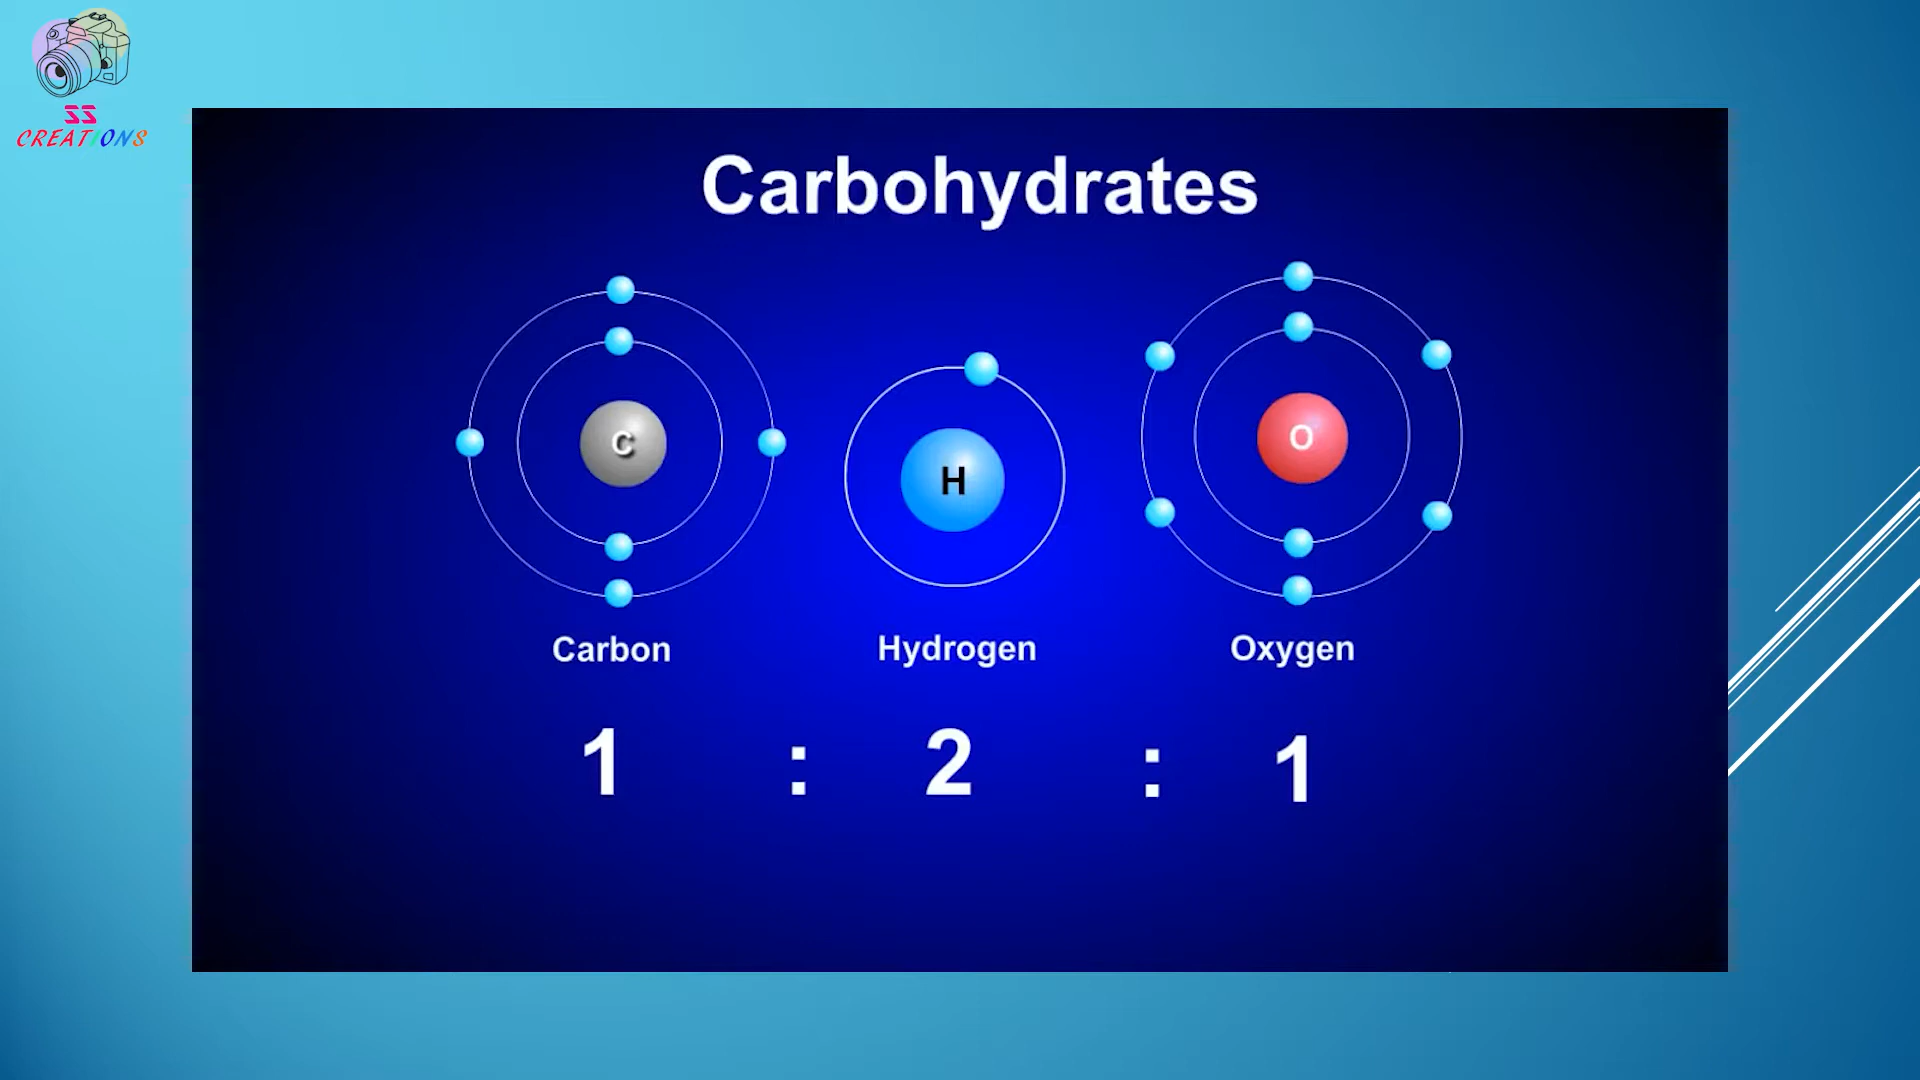 SS
CREATIONS
Carbohydrates
C
H
O
Carbon Hydrogen Oxygen
1 : 2 : 1